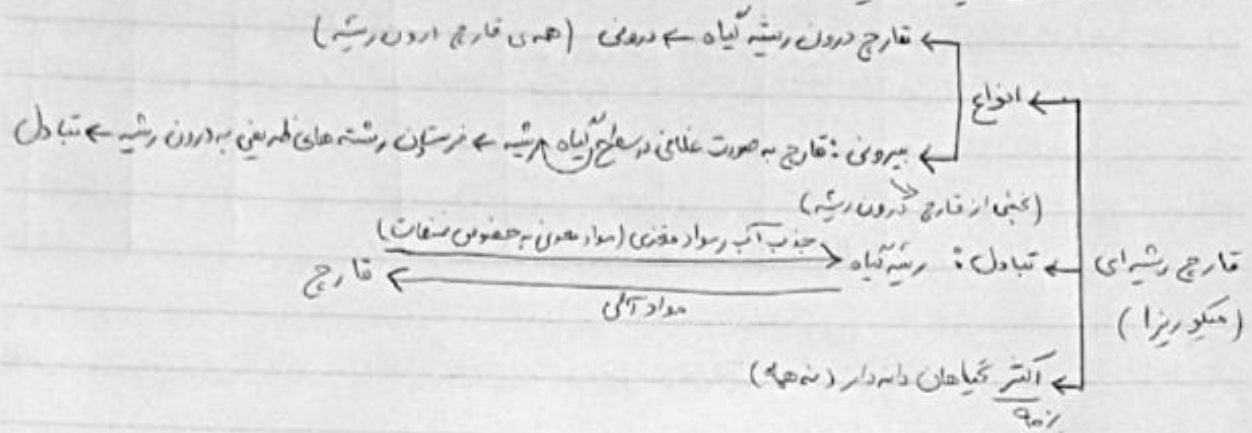 قارچ درون ریشه گیاه ← درونی (همه‌ی قارچ درون ریشه)
انواع
بیرونی: قارچ به صورت غلافی در سطح ریشه گیاه ← فرستادن رشته های ظریفی به درون ریشه ← تبادل
(بخشی از قارچ درون ریشه)
جذب آب و مواد مغذی (مواد معدنی به خصوص فسفات)
قارچ ریشه ای ← تبادل: ریشه گیاه ← قارچ
مواد آلی
(میکوریزا)
اکثر گیاهان دانه دار (نه همه)
۹۰٪